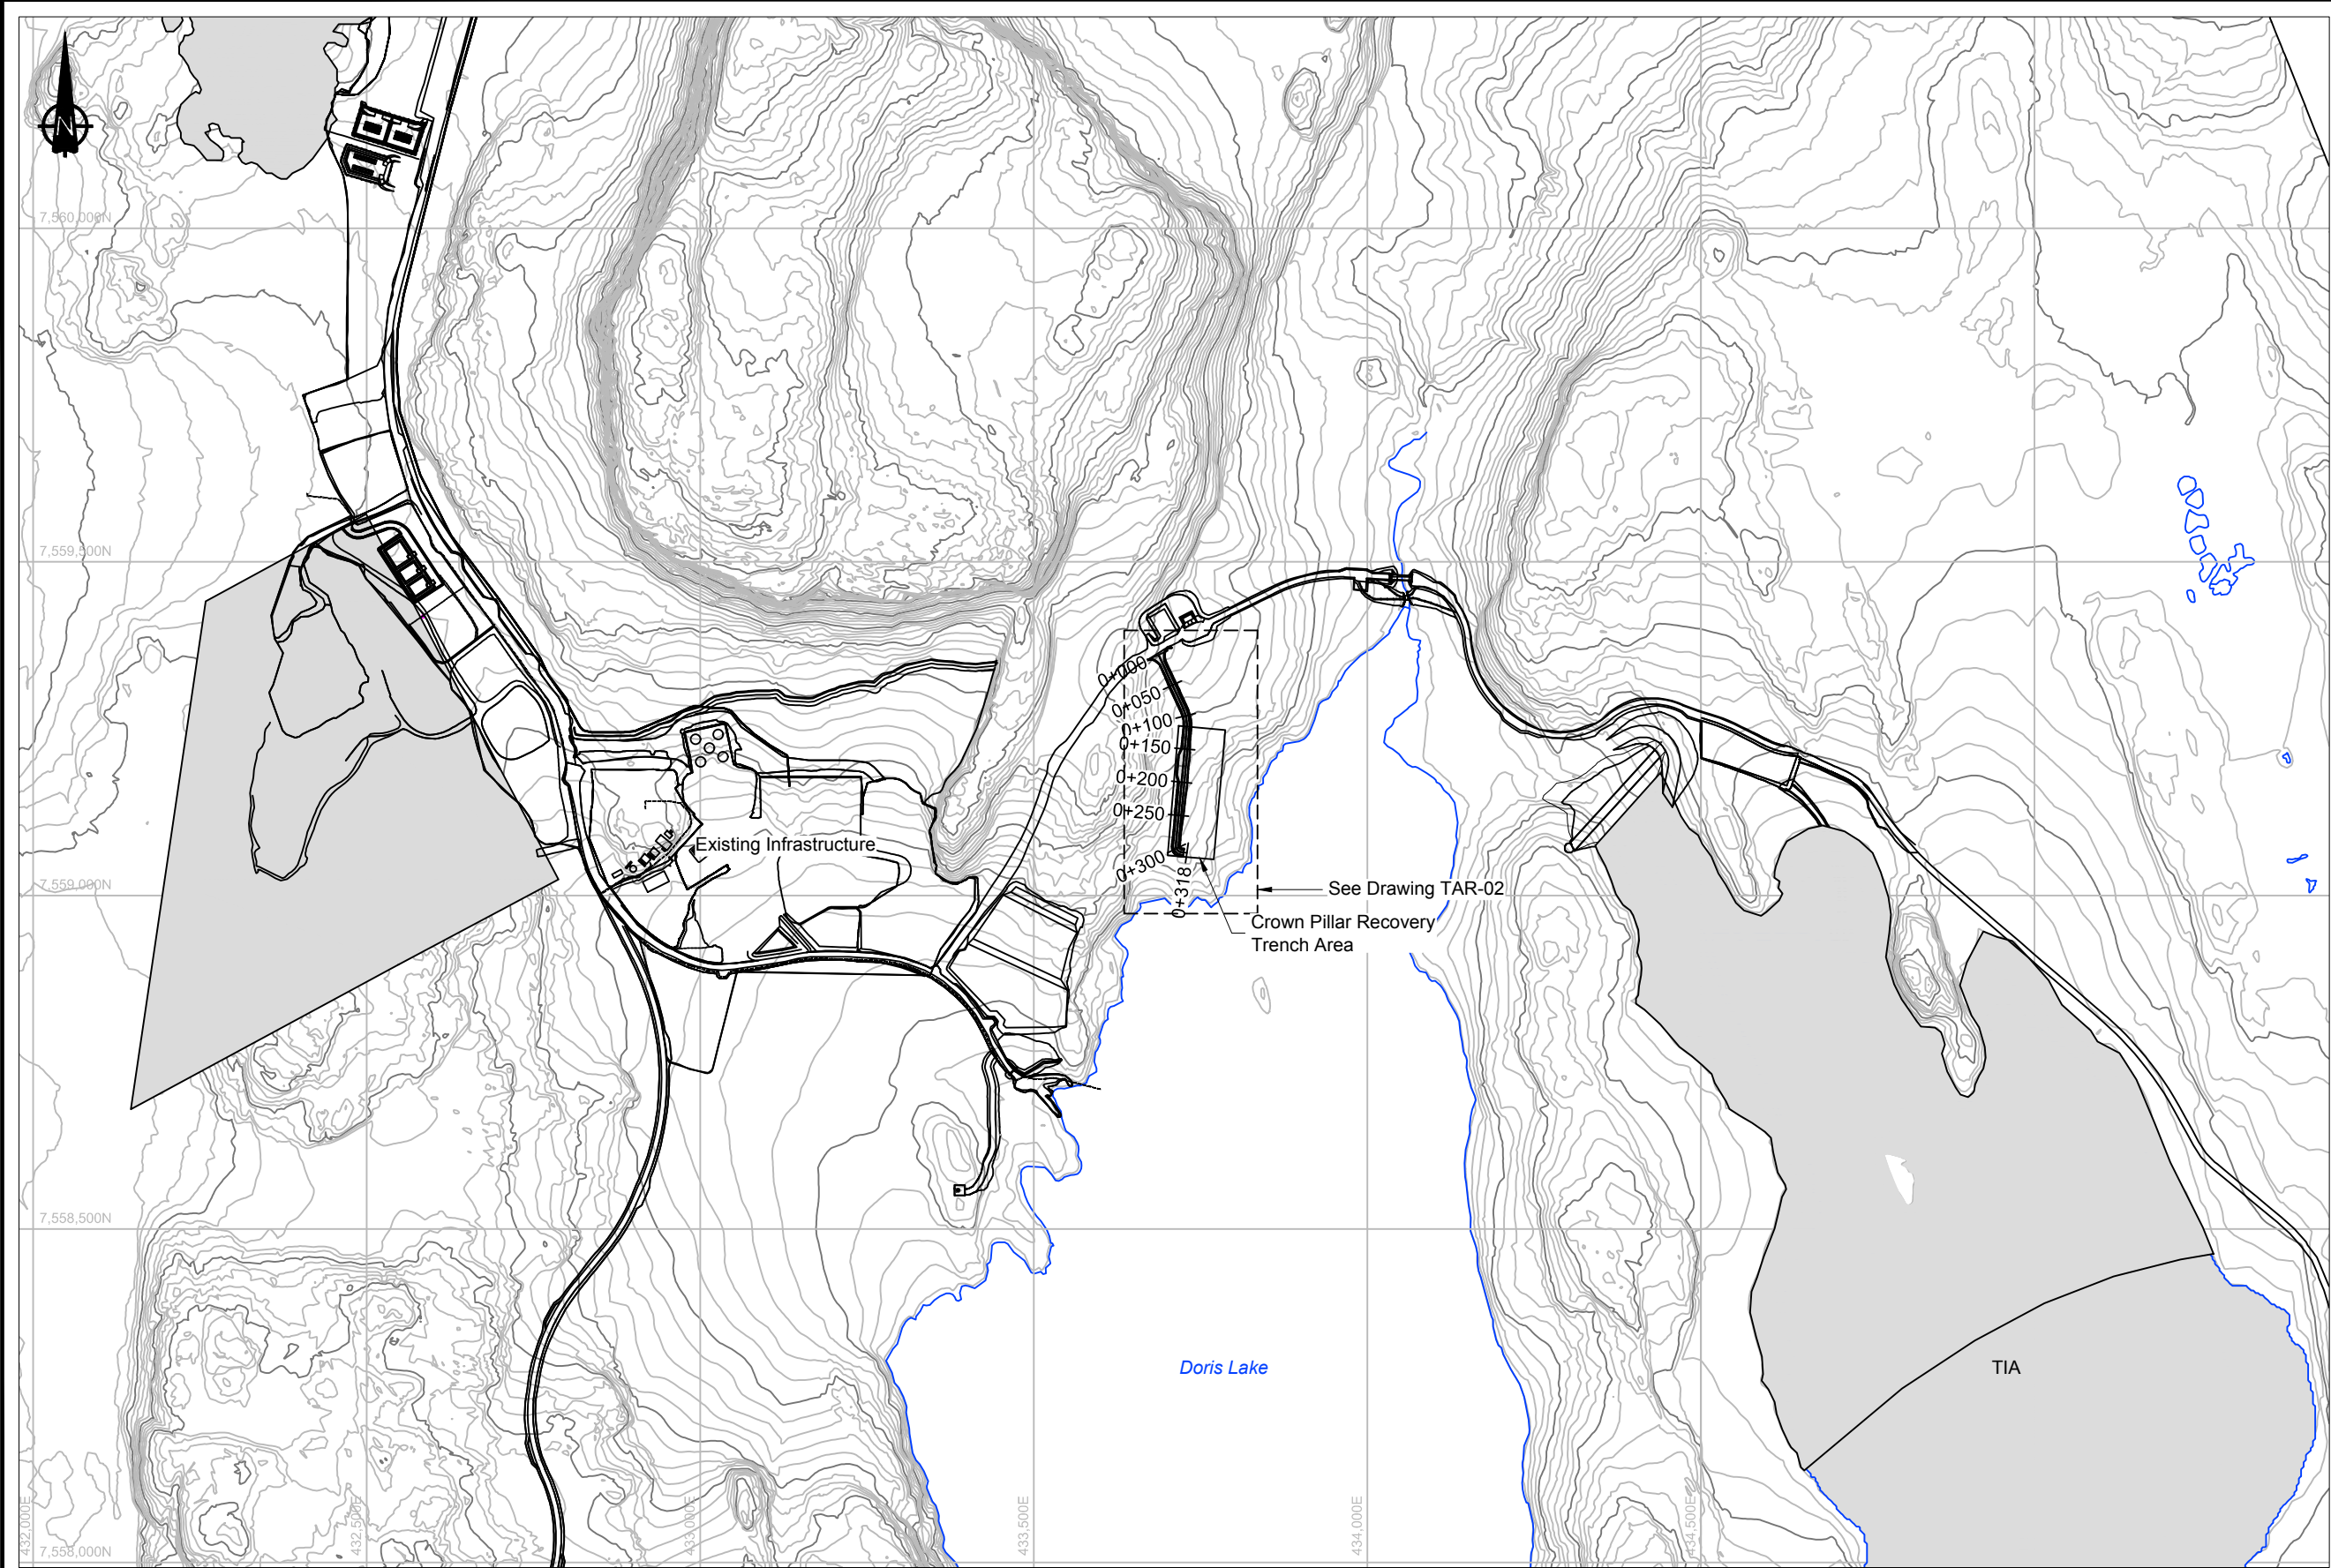 N
7,560,000N
7,559,500N
0+000
0+050
0+100
0+150
0+200
0+250
0+300
0+318
Existing Infrastructure
See Drawing TAR-02
7,559,000N
Crown Pillar Recovery
Trench Area
7,558,500N
Doris Lake
TIA
432,000E
432,500E
433,000E
433,500E
434,000E
434,500E
7,558,000N